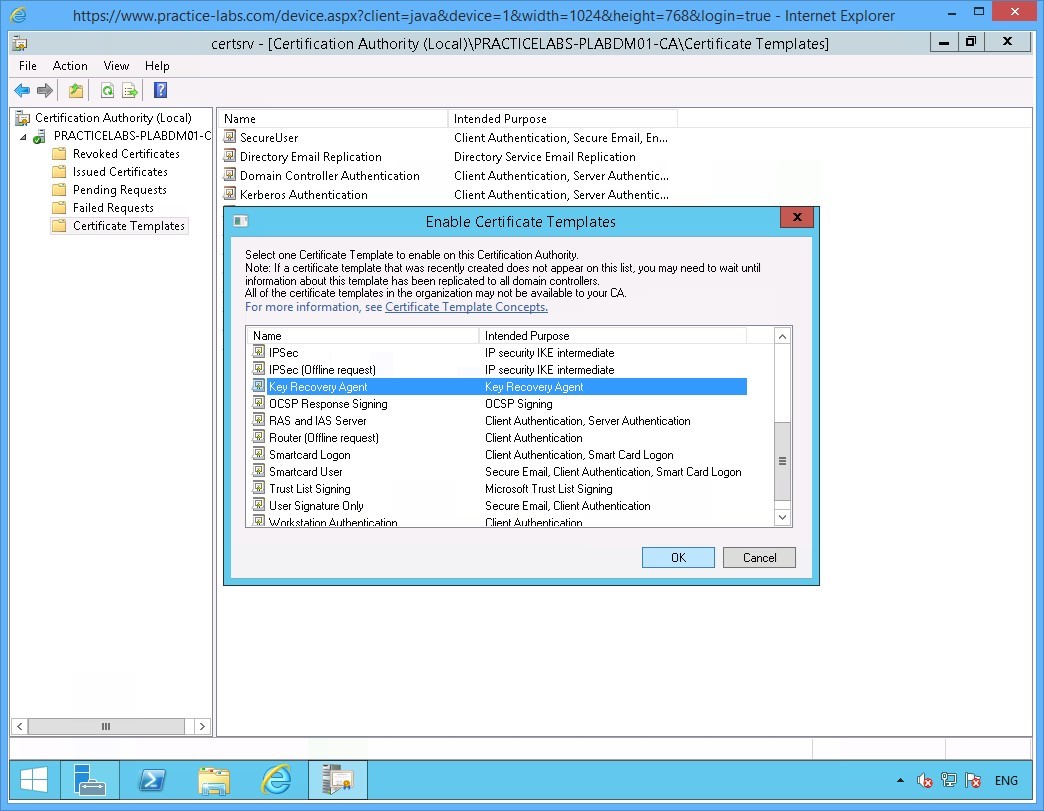 https://www.practice-labs.com/device.aspx?client=java&device=1&width=1024&height=768&login=true - Internet Explorer
certsrv - [Certification Authority (Local)\PRACTICELABS-PLABDM01-CA\Certificate Templates]
File Action View Help
Certification Authority (Local)
PRACTICELABS-PLABDM01-C
Revoked Certificates
Issued Certificates
Pending Requests
Failed Requests
Certificate Templates
Name Intended Purpose
SecureUser Client Authentication, Secure Email, En...
Directory Email Replication Directory Service Email Replication
Domain Controller Authentication Client Authentication, Server Authentic...
Kerberos Authentication Client Authentication, Server Authentic...
Enable Certificate Templates
Select one Certificate Template to enable on this Certification Authority.
Note: If a certificate template that was recently created does not appear on this list, you may need to wait until
information about this template has been replicated to all domain controllers.
All of the certificate templates in the organization may not be available to your CA.
For more information, see Certificate Template Concepts.
Name Intended Purpose
IPSec IP security IKE intermediate
IPSec (Offline request) IP security IKE intermediate
Key Recovery Agent Key Recovery Agent
OCSP Response Signing OCSP Signing
RAS and IAS Server Client Authentication, Server Authentication
Router (Offline request) Client Authentication
Smartcard Logon Client Authentication, Smart Card Logon
Smartcard User Secure Email, Client Authentication, Smart Card Logon
Trust List Signing Microsoft Trust List Signing
User Signature Only Secure Email, Client Authentication
Workstation Authentication Client Authentication
OK Cancel
ENG